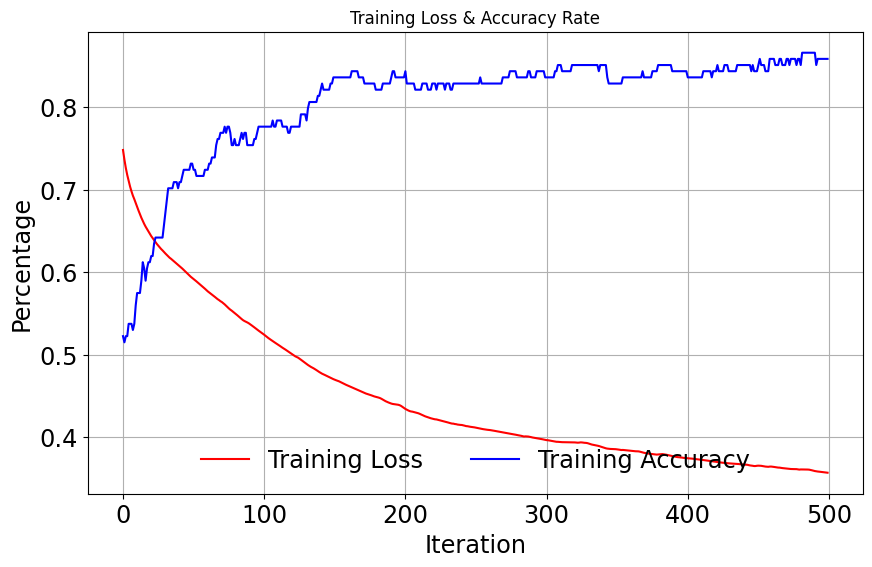 Training Loss & Accuracy Rate
Percentage
0.8
0.7
0.6
0.5
0.4
Training Loss
Training Accuracy
0 100 200 300 400 500
Iteration